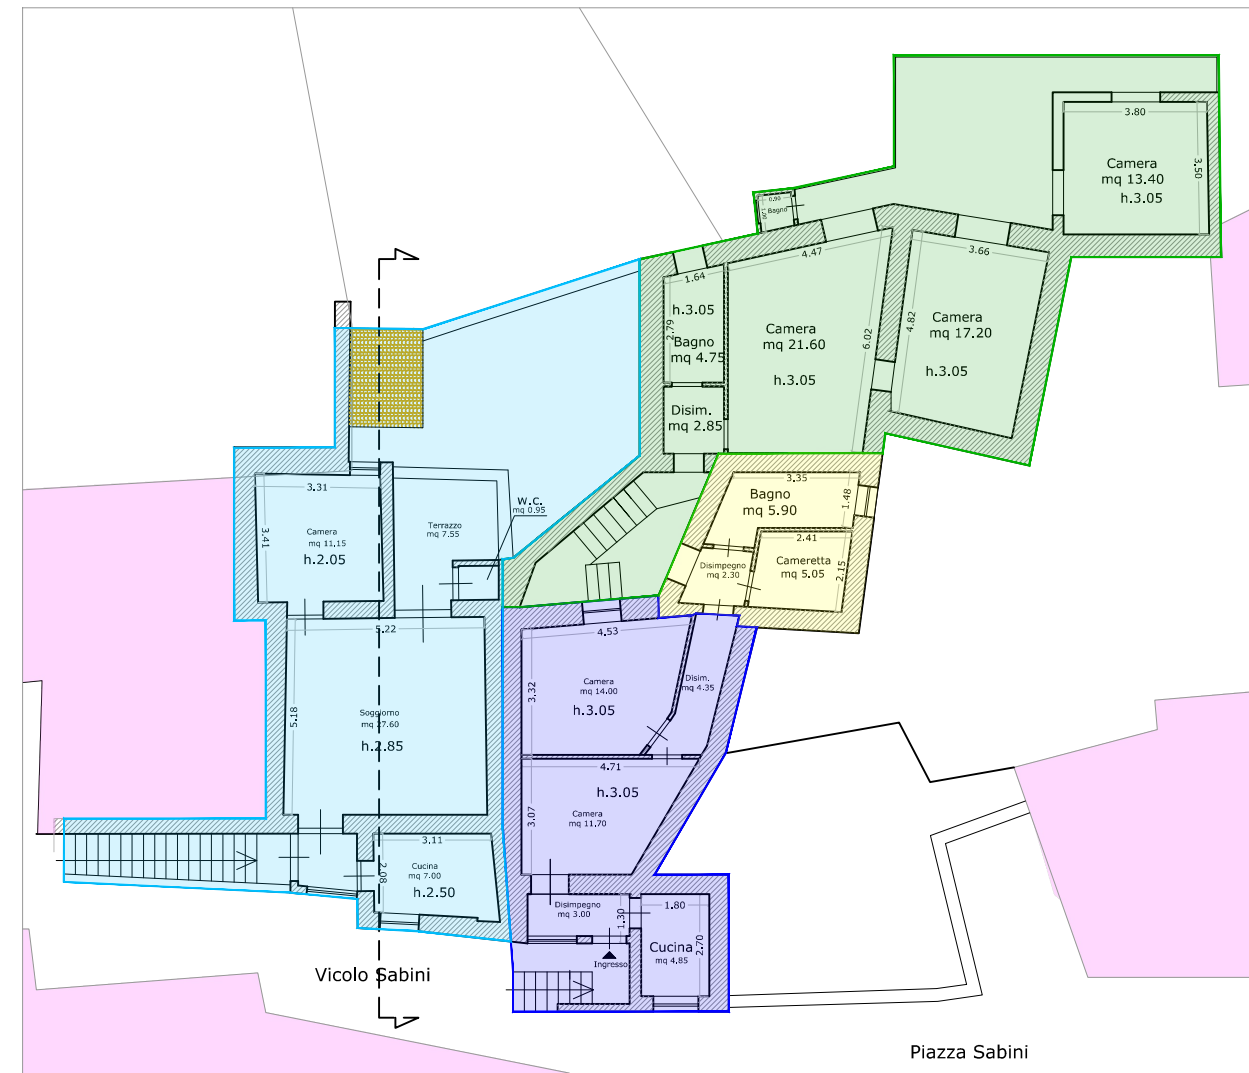 3.80
Camera
mq 13.40
h.3.05
3.50
0.90
Bagno
4.47
3.66
1.64
h.3.05
2.79
Bagno
mq 4.75
Camera
mq 21.60
h.3.05
6.02
4.82
Camera
mq 17.20
h.3.05
Disim.
mq 2.85
3.35
Bagno
mq 5.90
1.48
2.41
Cameretta
mq 5.05
2.15
Disimpegno
mq 2.30
3.31
3.41
Camera
mq 11,15
h.2.05
Terrazzo
mq 7.55
W.C.
mq 0.95
5.22
5.18
Soggiorno
mq 27.60
h.2.85
4.53
3.32
Camera
mq 14.00
h.3.05
Disim.
mq 4.35
4.71
h.3.05
3.07
Camera
mq 11,70
3.11
2.08
Cucina
mq 7.00
h.2.50
Disimpegno
mq 3.00
1.30
1.80
Cucina
mq 4,85
2.70
Ingresso
Vicolo Sabini
Piazza Sabini